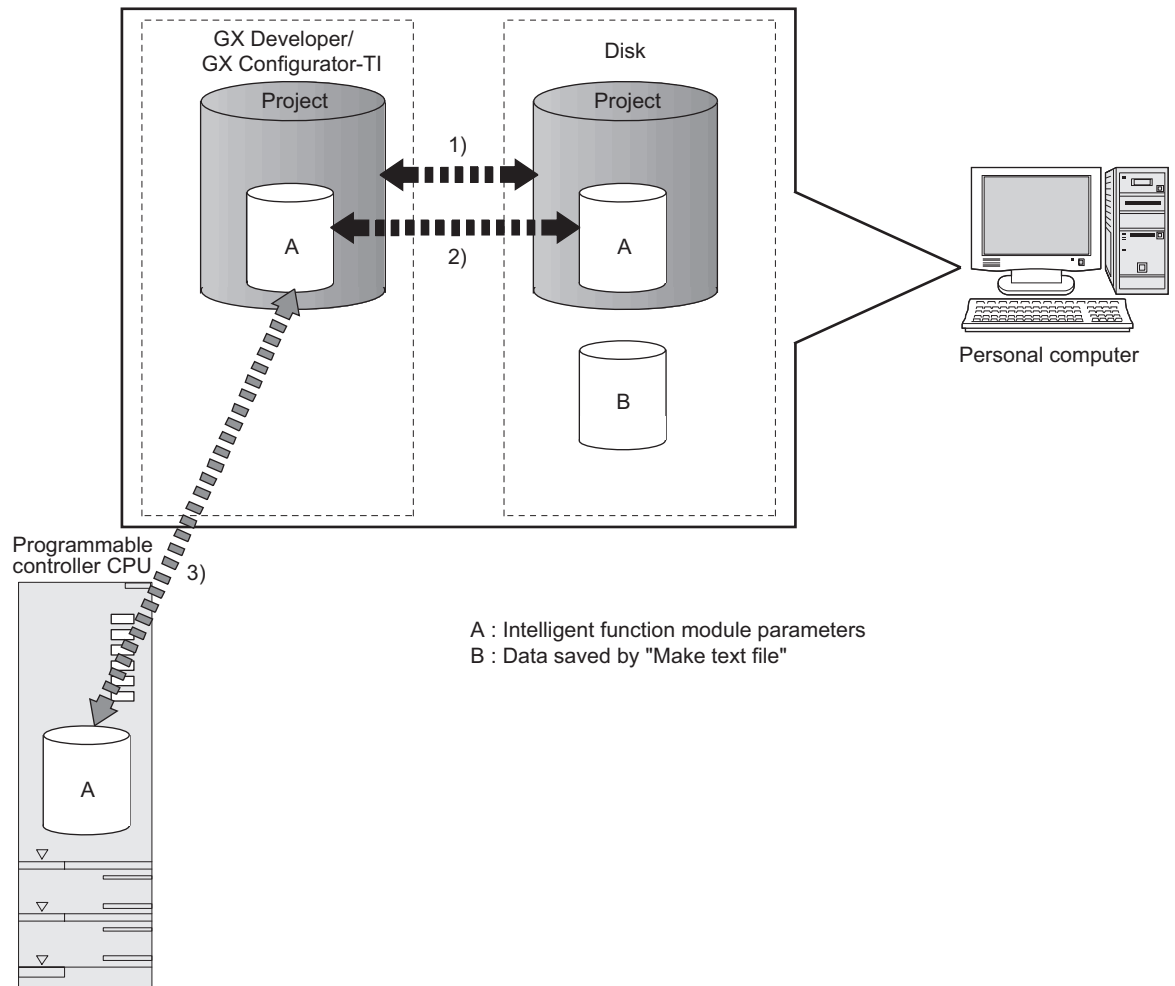 GX Developer/
GX Configurator-TI
Disk
Project
Project
1)
A
A
2)
B
Personal computer
Programmable
controller CPU
3)
A
A : Intelligent function module parameters
B : Data saved by "Make text file"